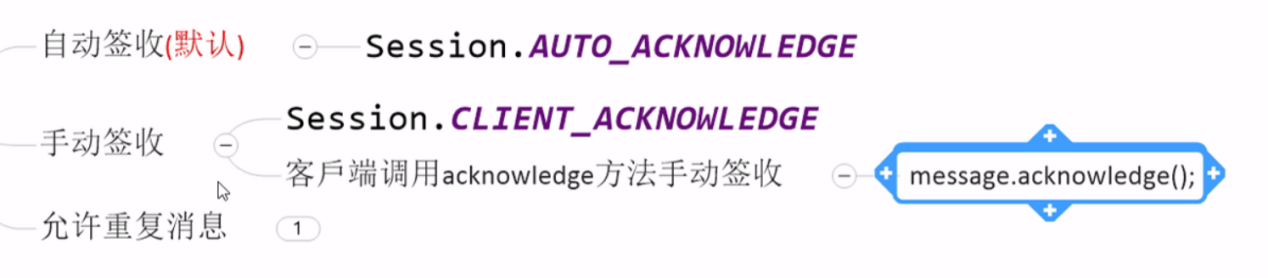 自动签收(默认)
Session.AUTO_ACKNOWLEDGE
手动签收
Session.CLIENT_ACKNOWLEDGE
客戶端调用acknowledge方法手动签收
message.acknowledge();
允许重复消息
1